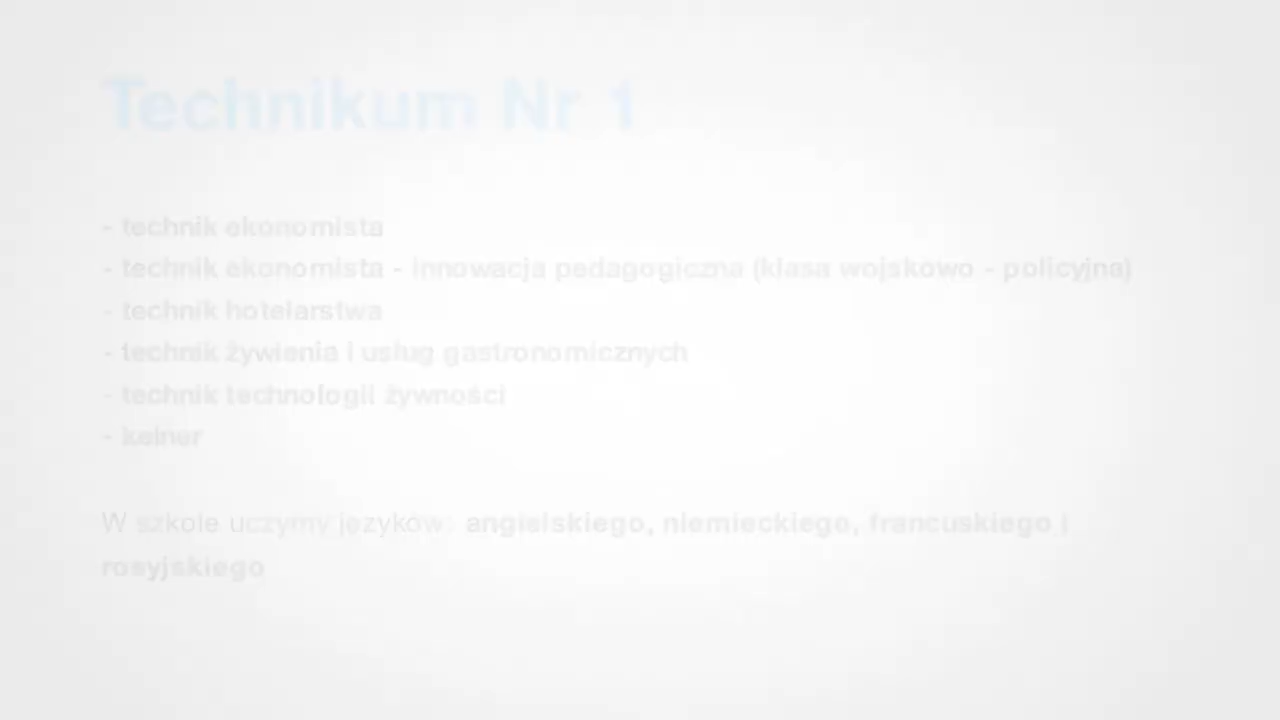 Technikum Nr 1
- technik ekonomista
- technik ekonomista - innowacja pedagogiczna (klasa wojskowo - policyjna)
- technik hotelarstwa
- technik żywienia i usług gastronomicznych
- technik technologii żywności
- kelner
W szkole uczymy języków: angielskiego, niemieckiego, francuskiego i
rosyjskiego